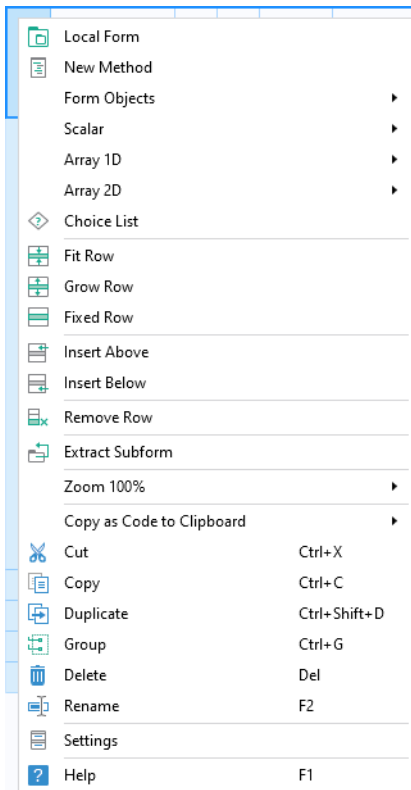 Local Form
New Method
Form Objects
Scalar
Array 1D
Array 2D
Choice List
Fit Row
Grow Row
Fixed Row
Insert Above
Insert Below
Remove Row
Extract Subform
Zoom 100%
Copy as Code to Clipboard
Cut Ctrl+X
Copy Ctrl+C
Duplicate Ctrl+Shift+D
Group Ctrl+G
Delete Del
Rename F2
Settings
Help F1